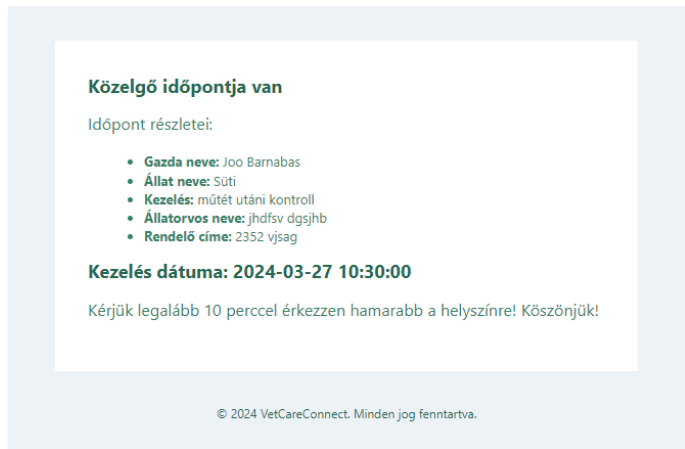 Közelgő időpontja van
Időpont részletei:
Gazda neve: Joo Barnabas
Állat neve: Süti
Kezelés: műtét utáni kontroll
Állatorvos neve: jhdfsv dgsjhb
Rendelő címe: 2352 vjsag
Kezelés dátuma: 2024-03-27 10:30:00
Kérjük legalább 10 perccel érkezzen hamarabb a helyszínre! Köszönjük!
© 2024 VetCareConnect. Minden jog fenntartva.